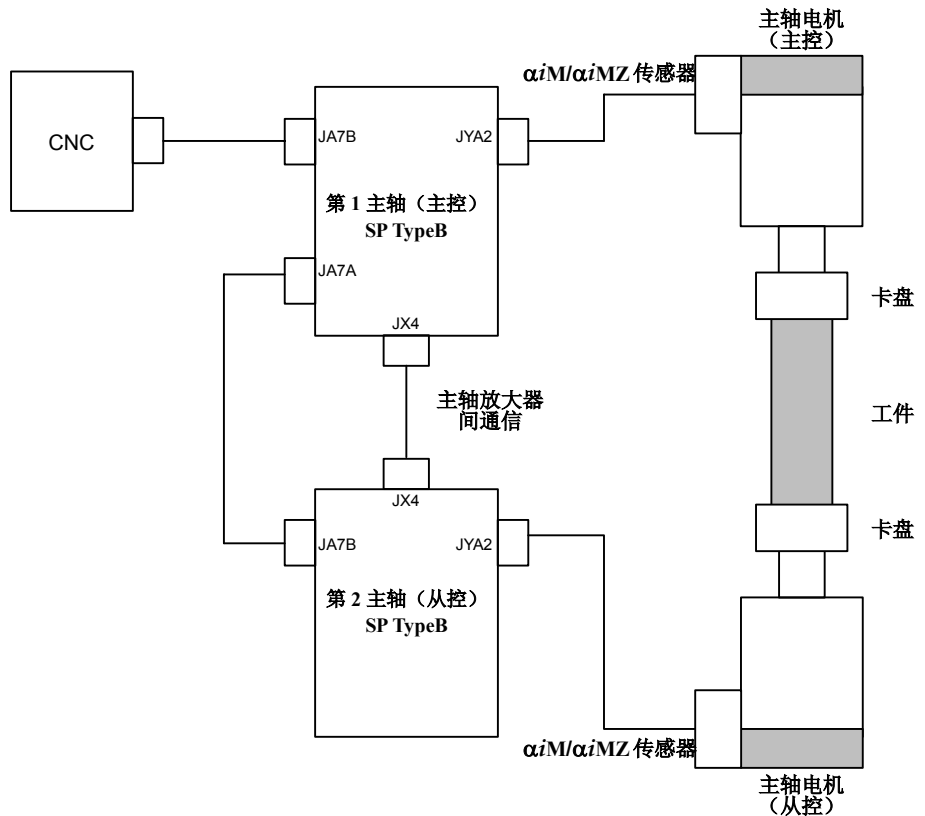 主轴电机
（主控）
αiM/αiMZ 传感器
CNC
JA7B
JYA2
第 1 主轴（主控）
SP TypeB
JA7A
卡盘
JX4
主轴放大器
间通信
工件
JX4
卡盘
JA7B
JYA2
第 2 主轴（从控）
SP TypeB
αiM/αiMZ 传感器
主轴电机
（从控）